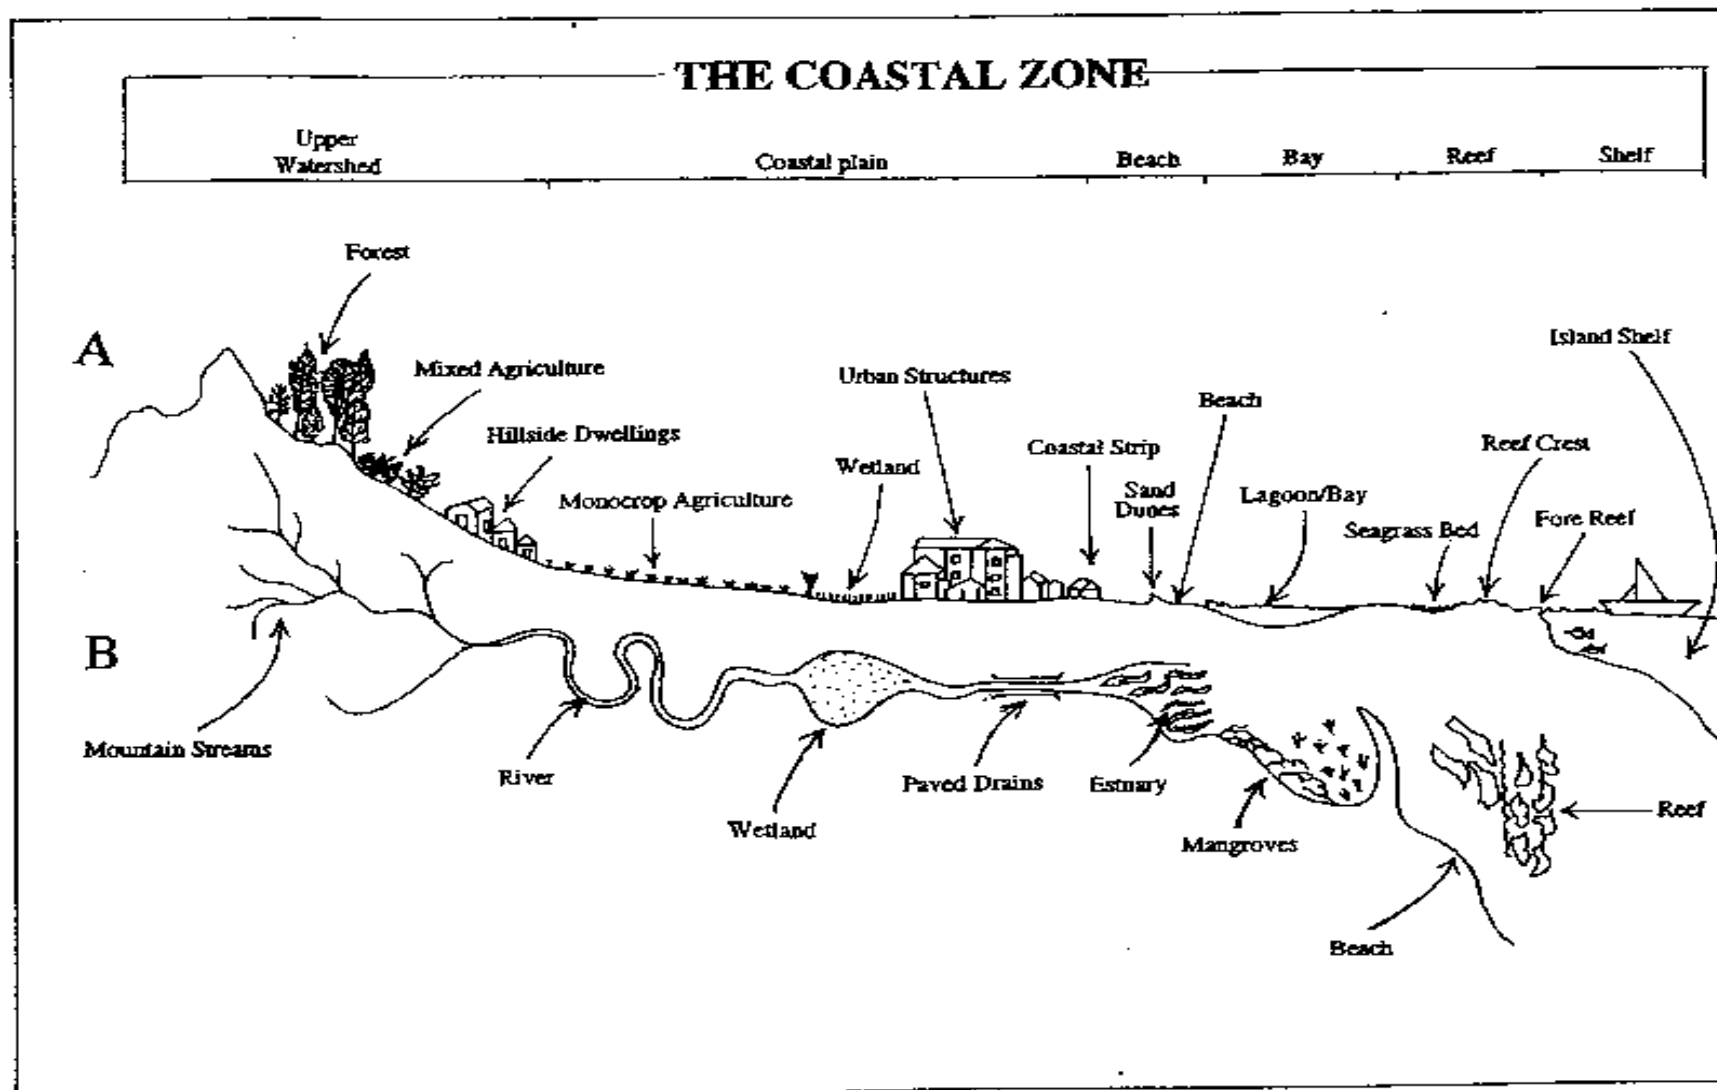 THE COASTAL ZONE
Upper
Watershed
Coastal plain
Beach
Bay
Reef
Shelf
Forest
A
Island Shelf
Mixed Agriculture
Urban Structures
Beach
Hillside Dwellings
Coastal Strip
Reef Crest
Wetland
Monocrop Agriculture
Sand
Dunes
Lagoon/Bay
Seagrass Bed
Fore Reef
B
Mountain Streams
River
Paved Drains
Estuary
Wetland
Mangroves
Reef
Beach